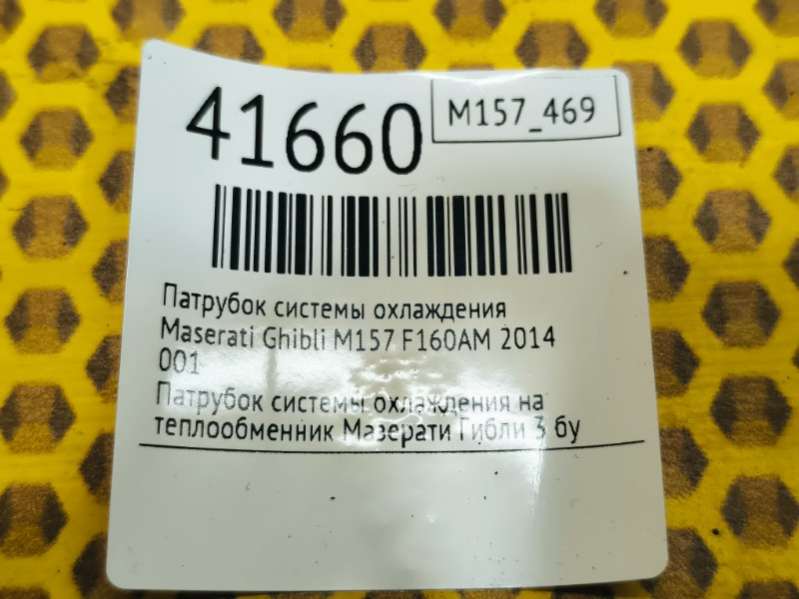 41660
M157_469
Патрубок системы охлаждения
Maserati Ghibli M157 F160AM 2014
001
Патрубок системы охлаждения на
теплообменник Мазерати Гибли 3 бу